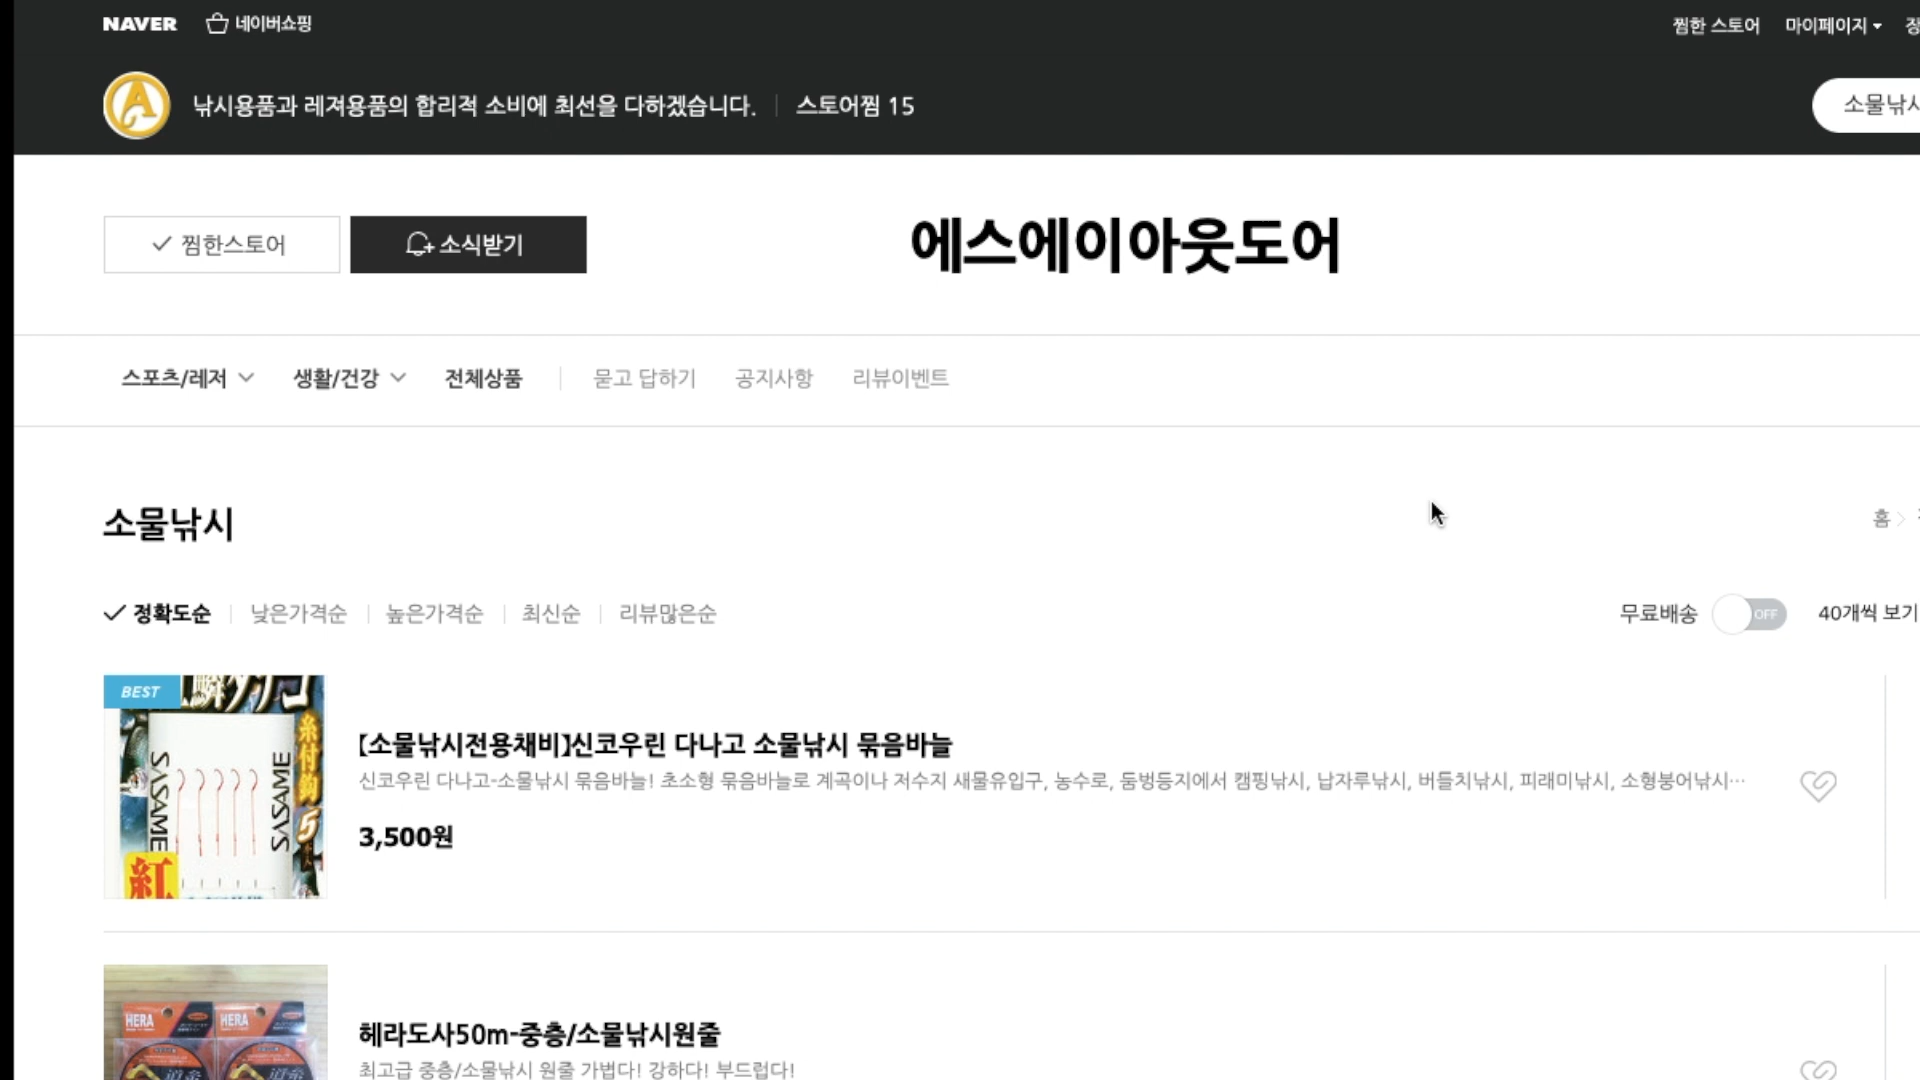 NAVER 네이버쇼핑 찜한 스토어 마이페이지
낚시용품과 레져용품의 합리적 소비에 최선을 다하겠습니다. 스토어찜 15 소물낚시
찜한스토어 소식받기 에스에이아웃도어
스포츠/레저 생활/건강 전체상품 묻고 답하기 공지사항 리뷰이벤트
소물낚시 홈
정확도순 낮은가격순 높은가격순 최신순 리뷰많은순 무료배송 OFF 40개씩 보기
BEST
SASAME
SASAME
糸付鈎
5
紅
【소물낚시전용채비】신코우린 다나고 소물낚시 묶음바늘
신코우린 다나고-소물낚시 묶음바늘! 초소형 묶음바늘로 계곡이나 저수지 새물유입구, 농수로, 둠벙등지에서 캠핑낚시, 납자루낚시, 버들치낚시, 피래미낚시, 소형붕어낚시…
3,500원
HERA HERA
헤라도사50m-중층/소물낚시원줄
최고급 중층/소물낚시 원줄 가볍다! 강하다! 부드럽다!